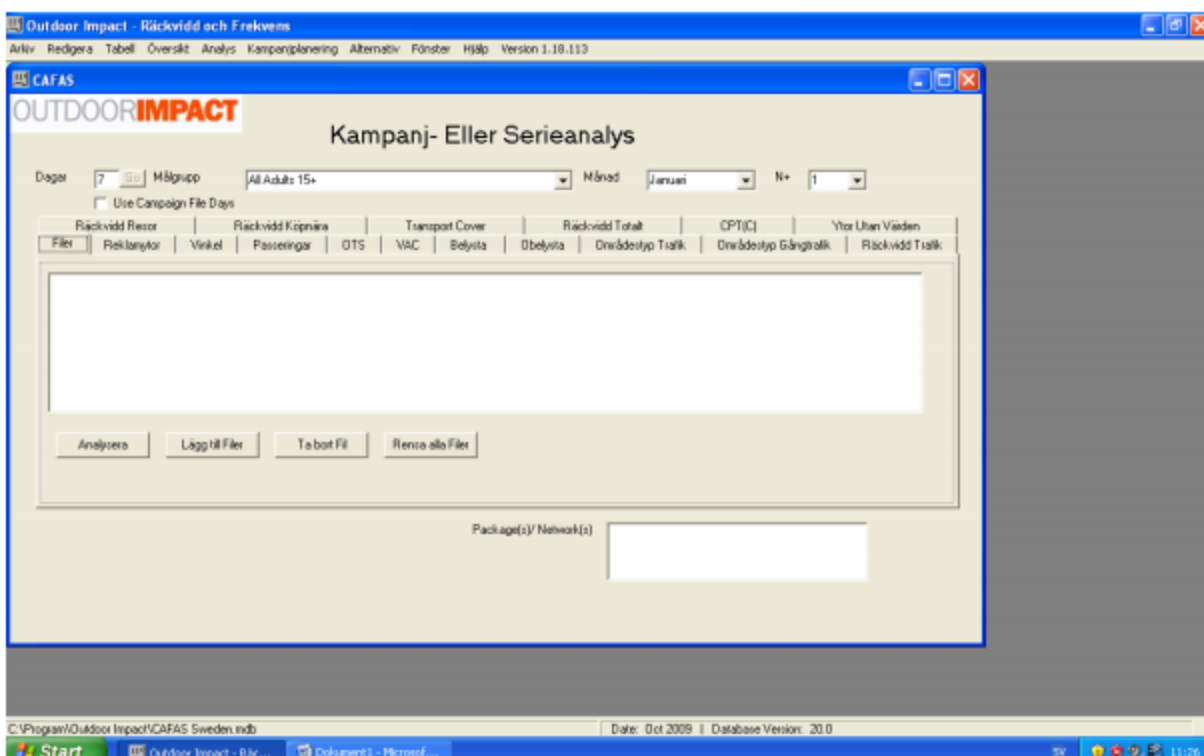 Outdoor Impact - Räckvidd och Frekvens
Arkiv Redigera Tabell Översikt Analys Kampanjplanering Alternativ Fönster Hjälp Version 1.18.113
CAFAS
OUTDOORIMPACT
Kampanj- Eller Serieanalys
Dagar 7 Go Målgrupp All Adults 15+ Månad Januari N+ 1
Use Campaign File Days
Räckvidd Resor Räckvidd Köpnära Transport Cover Räckvidd Totalt CPT(C) Ytor Utan Värden
Filer Reklamytor Vinkel Passeringar OTS VAC Belysta Obelysta Områdestyp Trafik Områdestyp Gångtrafik Räckvidd Trafik
Analysera Lägg till Filer Ta bort Fil Rensa alla Filer
Package(s)/ Network(s)
C:\Program\Outdoor Impact\CAFAS Sweden.mdb Date: Oct 2009 | Database Version: 20.0
Start Outdoor Impact - Räc... Dokument1 - Microsof... SV 11:26